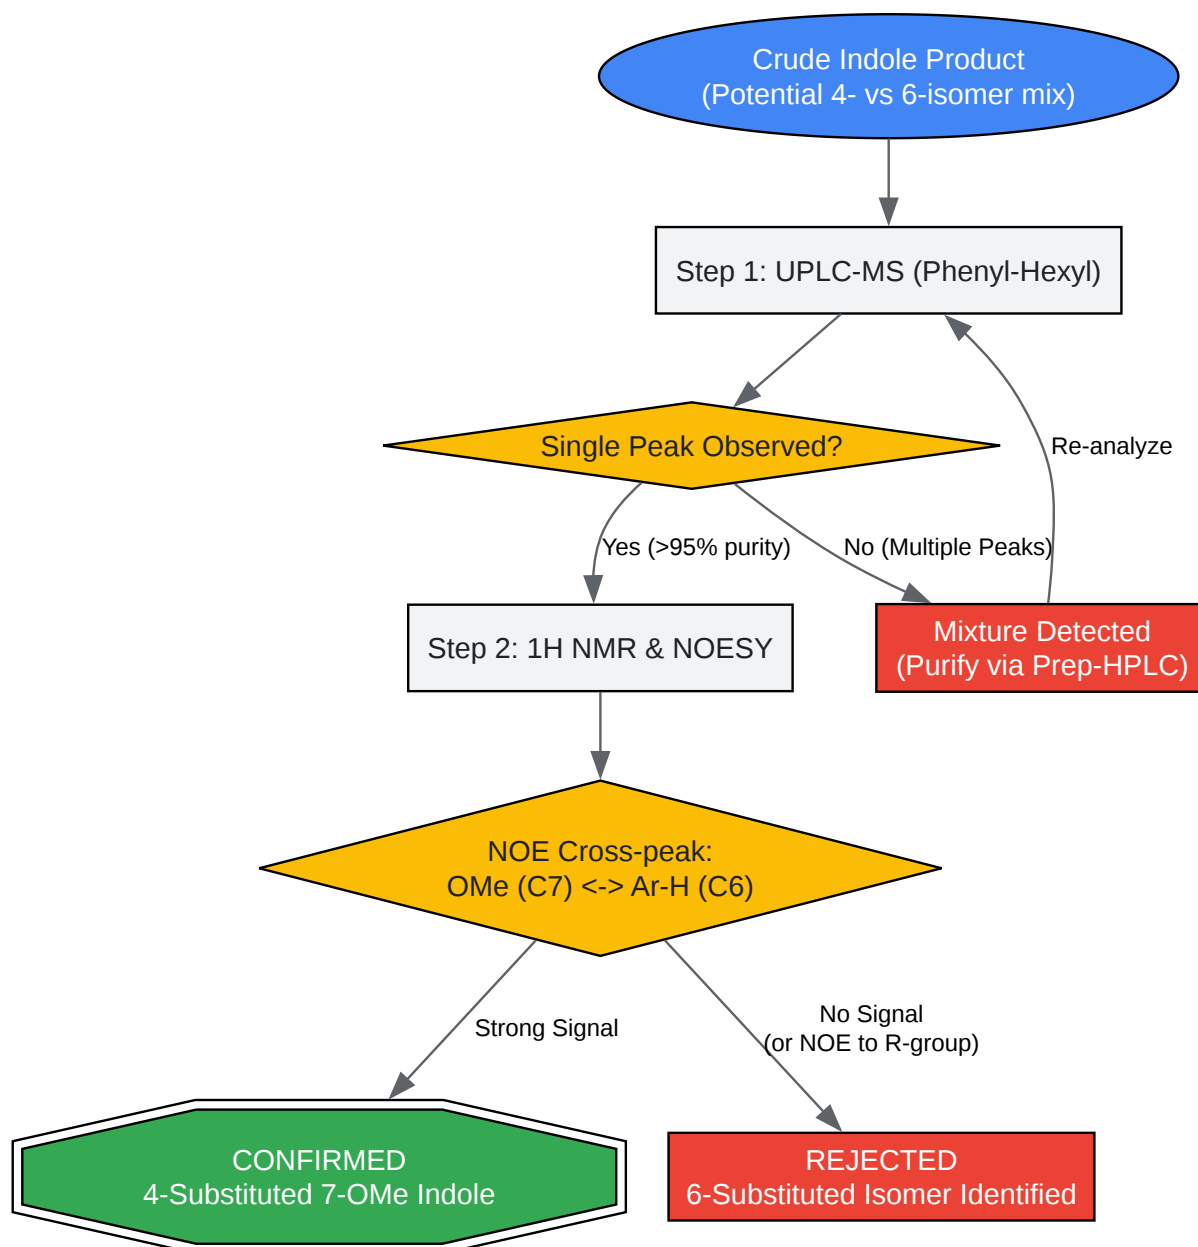 Crude Indole Product
(Potential 4- vs 6-isomer mix)
Step 1: UPLC-MS (Phenyl-Hexyl)
Single Peak Observed?
Re-analyze
Yes (>95% purity)
No (Multiple Peaks)
Step 2: 1H NMR & NOESY
Mixture Detected
(Purify via Prep-HPLC)
NOE Cross-peak:
OMe (C7) <-> Ar-H (C6)
Strong Signal
No Signal
(or NOE to R-group)
CONFIRMED
4-Substituted 7-OMe Indole
REJECTED
6-Substituted Isomer Identified